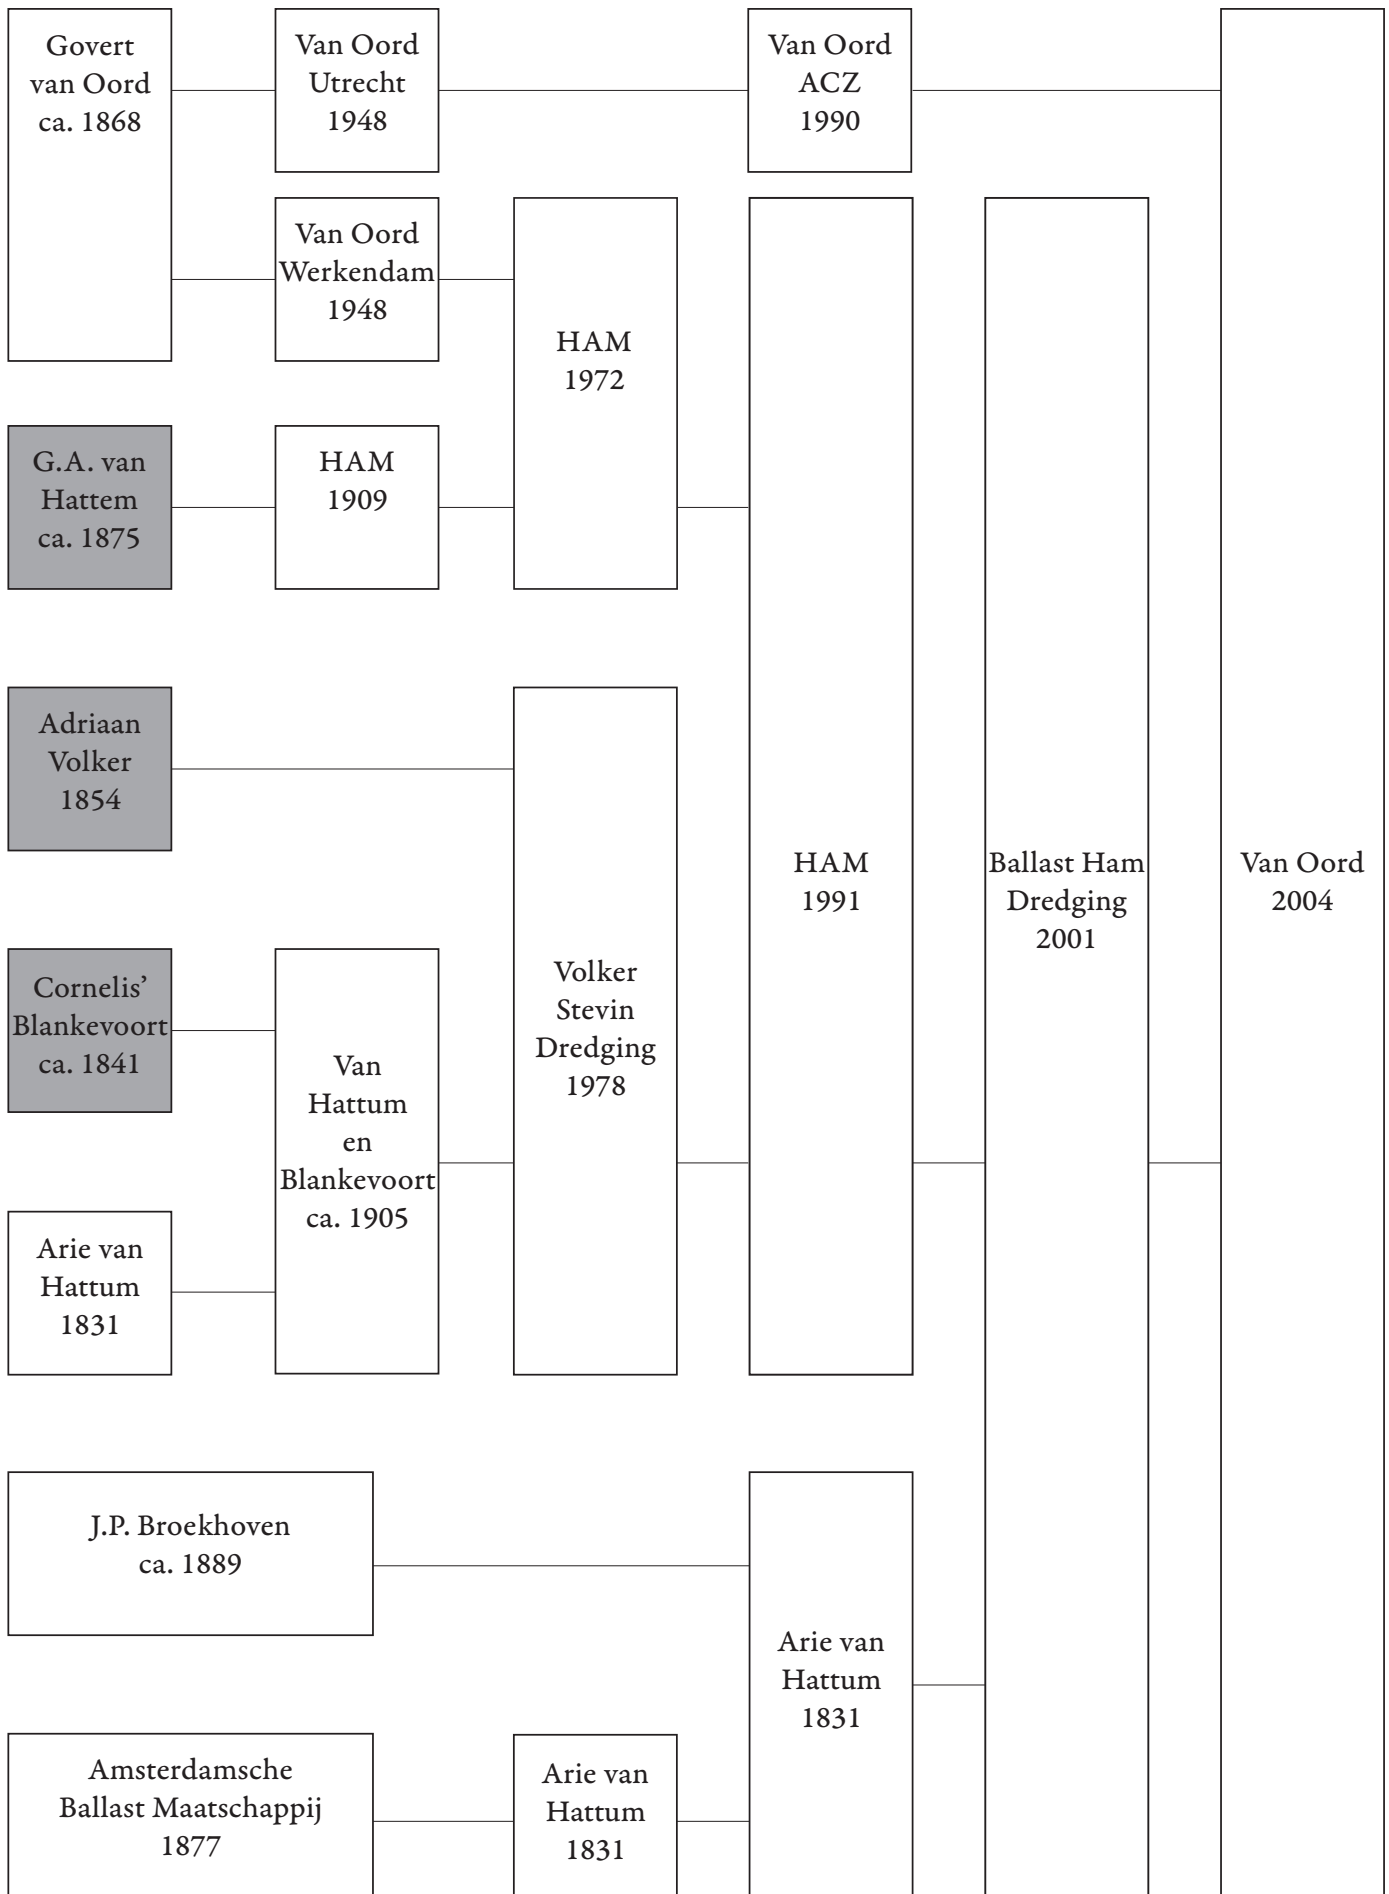 Govert
van Oord
ca. 1868
Van Oord
Utrecht
1948
Van Oord
ACZ
1990
Van Oord
Werkendam
1948
HAM
1972
G.A. van
Hattem
ca. 1875
HAM
1909
Adriaan
Volker
1854
HAM
1991
Ballast Ham
Dredging
2001
Van Oord
2004
Cornelis’
Blankevoort
ca. 1841
Volker
Stevin
Dredging
1978
Van
Hattum
en
Blankevoort
ca. 1905
Arie van
Hattum
1831
J.P. Broekhoven
ca. 1889
Arie van
Hattum
1831
Amsterdamsche
Ballast Maatschappij
1877
Arie van
Hattum
1831